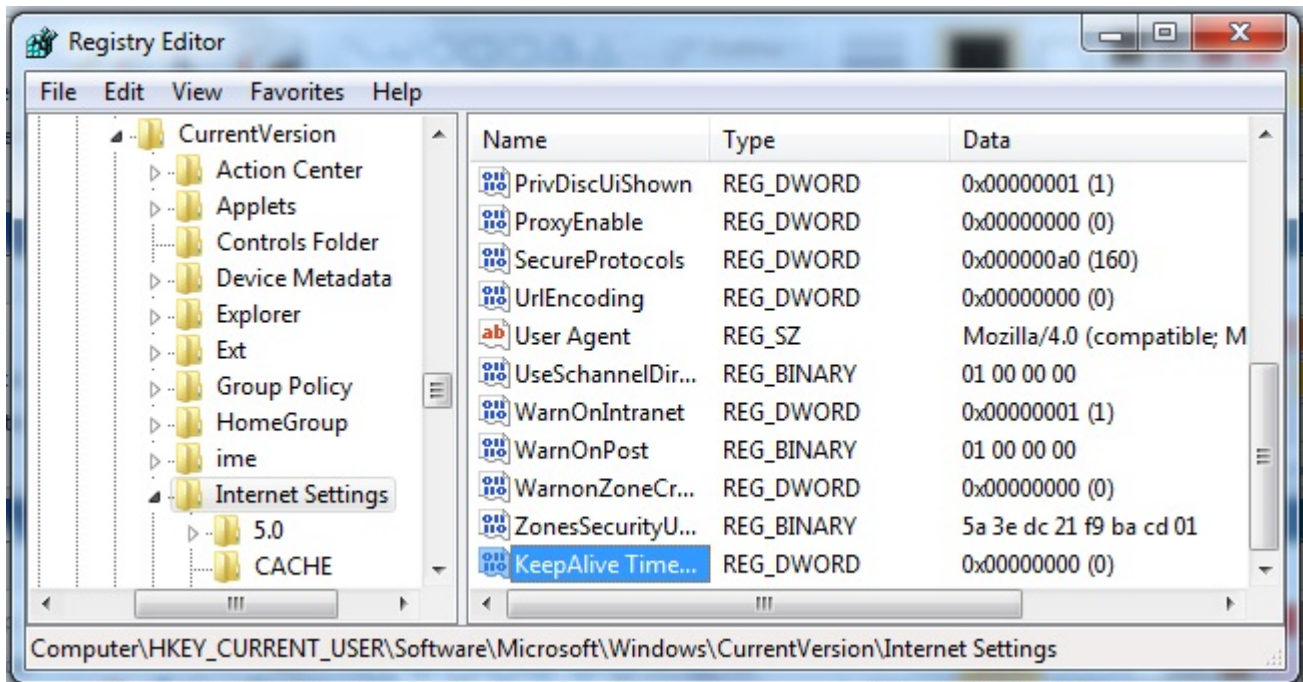 Registry Editor
File Edit View Favorites Help
CurrentVersion
Action Center
Applets
Controls Folder
Device Metadata
Explorer
Ext
Group Policy
HomeGroup
ime
Internet Settings
5.0
CACHE
Name Type Data
PrivDiscUiShown REG_DWORD 0x00000001 (1)
ProxyEnable REG_DWORD 0x00000000 (0)
SecureProtocols REG_DWORD 0x000000a0 (160)
UrlEncoding REG_DWORD 0x00000000 (0)
User Agent REG_SZ Mozilla/4.0 (compatible; M
UseSchannelDir... REG_BINARY 01 00 00 00
WarnOnIntranet REG_DWORD 0x00000001 (1)
WarnOnPost REG_BINARY 01 00 00 00
WarnonZoneCr... REG_DWORD 0x00000000 (0)
ZonesSecurityU... REG_BINARY 5a 3e dc 21 f9 ba cd 01
KeepAlive Time... REG_DWORD 0x00000000 (0)
Computer\HKEY_CURRENT_USER\Software\Microsoft\Windows\CurrentVersion\Internet Settings